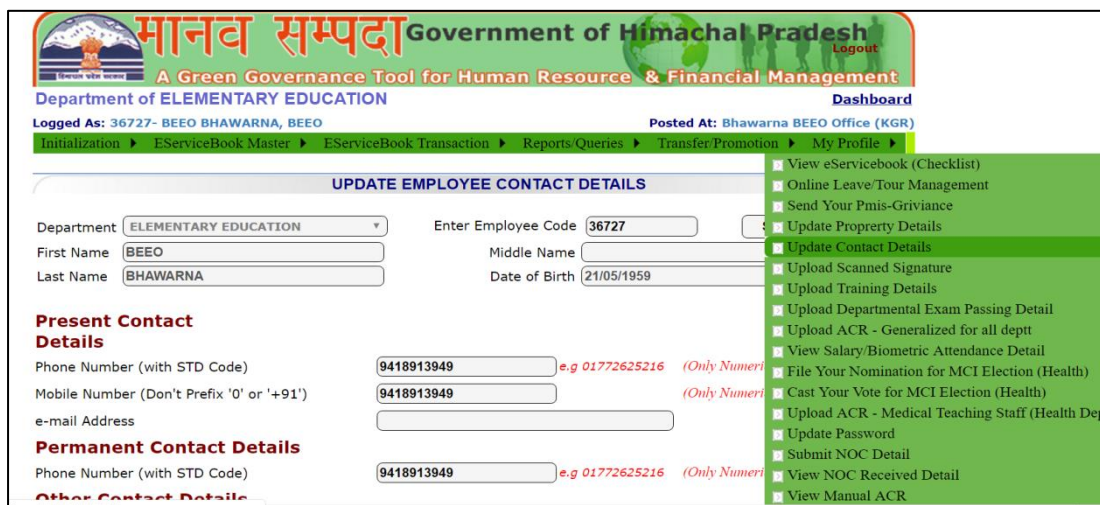 मानव सम्पदा Government of Himachal Pradesh
Logout
A Green Governance Tool for Human Resource & Financial Management
Department of ELEMENTARY EDUCATION Dashboard
Logged As: 36727- BEEO BHAWARNA, BEEO Posted At: Bhawarna BEEO Office (KGR)
Initialization EServiceBook Master EServiceBook Transaction Reports/Queries Transfer/Promotion My Profile
UPDATE EMPLOYEE CONTACT DETAILS
Department ELEMENTARY EDUCATION Enter Employee Code 36727 S
First Name BEEO Middle Name
Last Name BHAWARNA Date of Birth 21/05/1959
Present Contact
Details
Phone Number (with STD Code) 9418913949 e.g 01772625216 (Only Numeri
Mobile Number (Don't Prefix '0' or '+91') 9418913949 (Only Numeri
e-mail Address
Permanent Contact Details
Phone Number (with STD Code) 9418913949 e.g 01772625216 (Only Numeri
Other Contact Details
View eServicebook (Checklist)
Online Leave/Tour Management
Send Your Pmis-Griviance
Update Proprerty Details
Update Contact Details
Upload Scanned Signature
Upload Training Details
Upload Departmental Exam Passing Detail
Upload ACR - Generalized for all deptt
View Salary/Biometric Attendance Detail
File Your Nomination for MCI Election (Health)
Cast Your Vote for MCI Election (Health)
Upload ACR - Medical Teaching Staff (Health Dep
Update Password
Submit NOC Detail
View NOC Received Detail
View Manual ACR